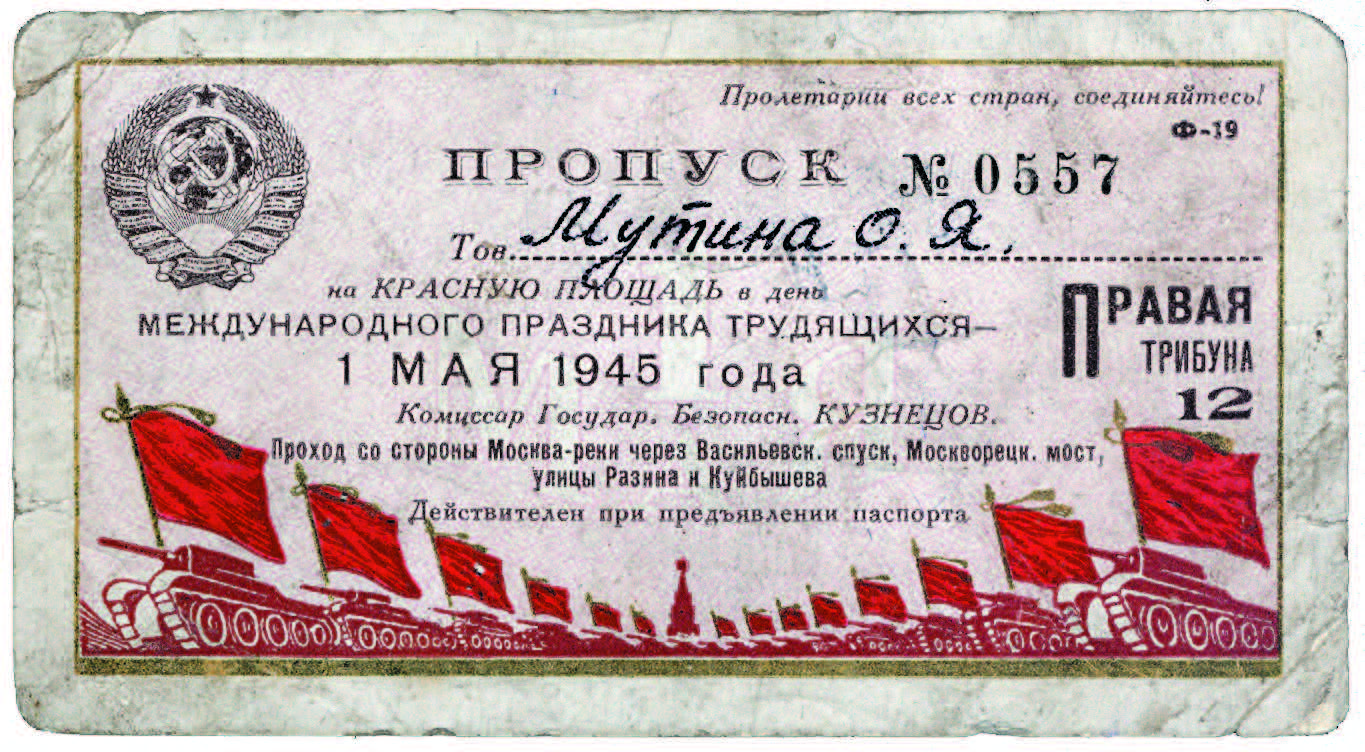 Пролетарии всех стран, соединяйтесь!
Ф-19
ПРОПУСК № 0557
Тов. Мутина О. Я.
на КРАСНУЮ ПЛОЩАДЬ в день
МЕЖДУНАРОДНОГО ПРАЗДНИКА ТРУДЯЩИХСЯ—
1 МАЯ 1945 года
ПРАВАЯ
ТРИБУНА
12
Комиссар Государ. Безопасн. КУЗНЕЦОВ.
Проход со стороны Москва-реки через Васильевск. спуск, Москворецк. мост,
улицы Разина и Куйбышева
Действителен при предъявлении паспорта